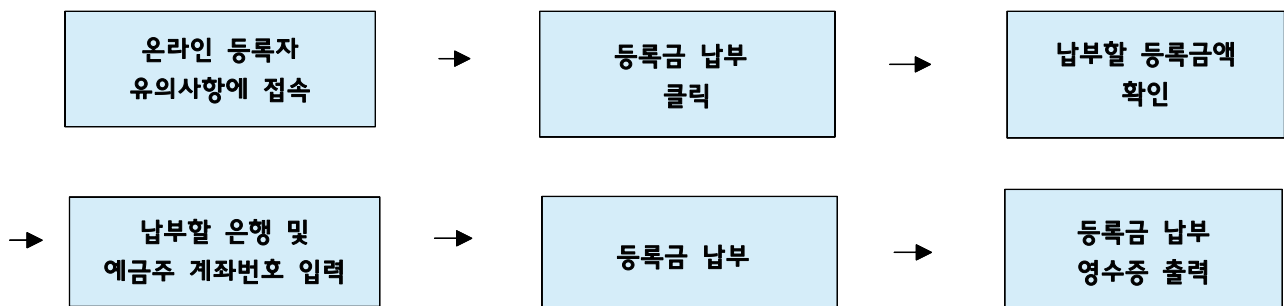 온라인 등록자
유의사항에 접속
등록금 납부
클릭
납부할 등록금액
확인
납부할 은행 및
예금주 계좌번호 입력
등록금 납부
등록금 납부
영수증 출력